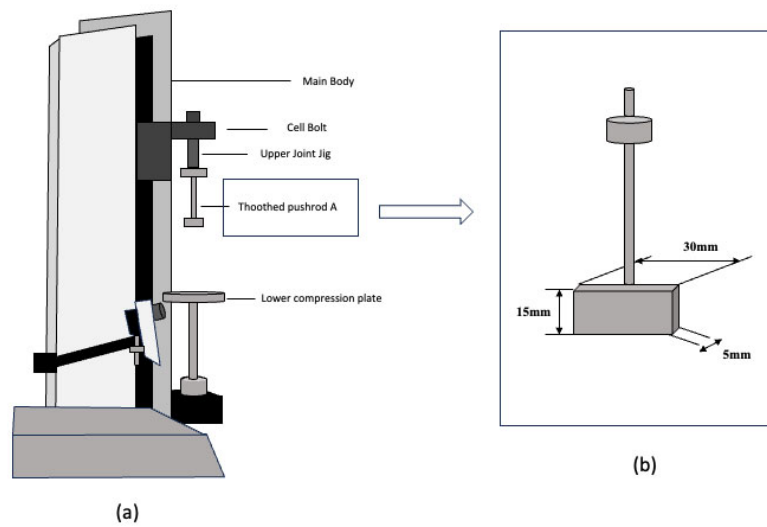 Main Body
Cell Bolt
Upper Joint Jig
Thoothed pushrod A
Lower compression plate
(a)
30mm
15mm
5mm
(b)